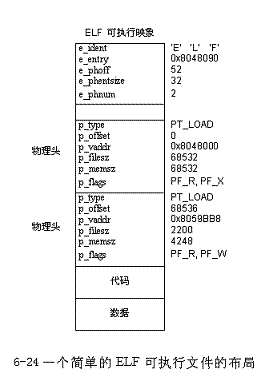 ELF 可执行映象
e_ident 'E' 'L' 'F'
e_entry 0x8048090
e_phoff 52
e_phentsize 32
e_phnum 2
p_type PT_LOAD
p_offset 0
p_vaddr 0x8048000
物理头 p_filesz 68532
p_memsz 68532
p_flags PF_R, PF_X
p_type PT_LOAD
p_offset 68536
物理头 p_vaddr 0x8059BB8
p_filesz 2200
p_memsz 4248
p_flags PF_R, PF_W
代码
数据
6-24 一个简单的 ELF 可执行文件的布局